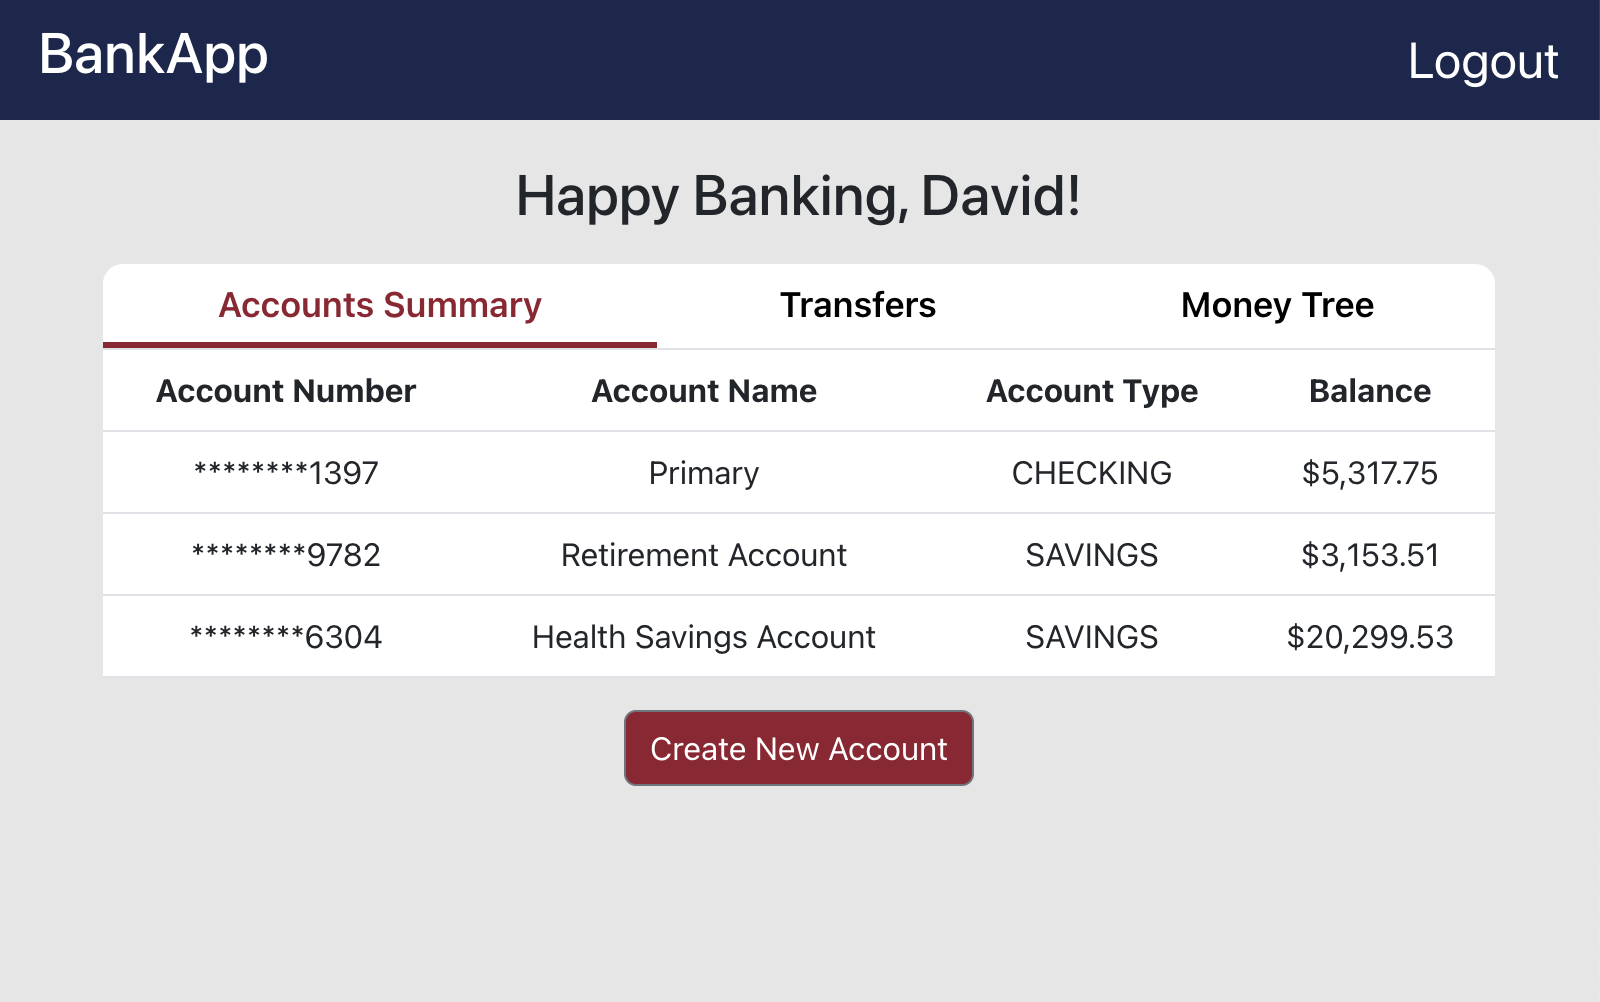 BankApp
Logout
Happy Banking, David!
Accounts Summary Transfers Money Tree
Account Number Account Name Account Type Balance
********1397 Primary CHECKING $5,317.75
********9782 Retirement Account SAVINGS $3,153.51
********6304 Health Savings Account SAVINGS $20,299.53
Create New Account